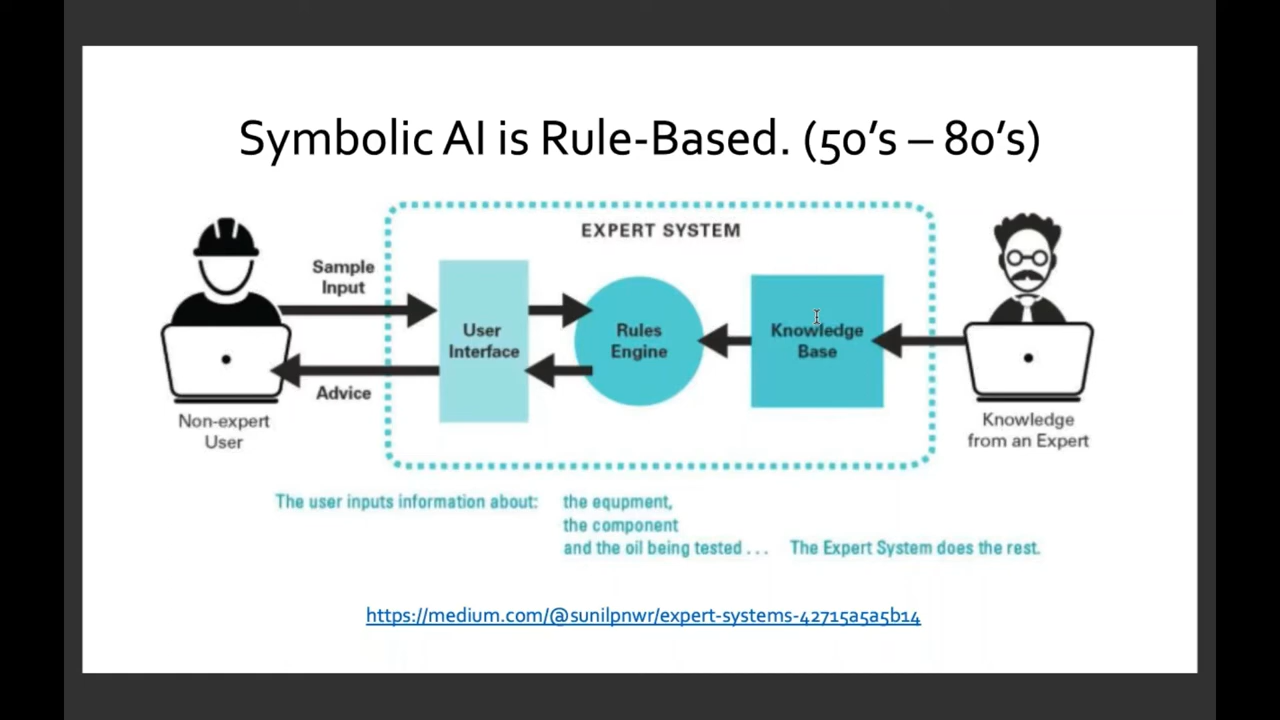 Symbolic AI is Rule-Based. (50’s – 80’s)
EXPERT SYSTEM
Sample
Input
User
Interface
Rules
Engine
Knowledge
Base
Advice
Non-expert
User
Knowledge
from an Expert
The user inputs information about: the equpment,
the component
and the oil being tested . . . The Expert System does the rest.
https://medium.com/@sunilpnwr/expert-systems-42715a5a5b14